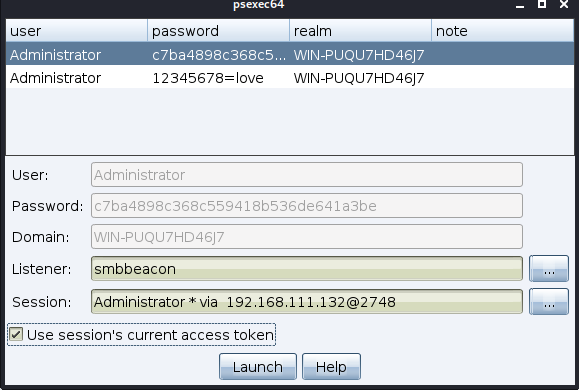 psexec64
user password realm note
Administrator c7ba4898c368c5... WIN-PUQU7HD46J7
Administrator 12345678=love WIN-PUQU7HD46J7
User: Administrator
Password: c7ba4898c368c559418b536de641a3be
Domain: WIN-PUQU7HD46J7
Listener: smbbeacon ...
Session: Administrator * via 192.168.111.132@2748 ...
Use session's current access token
Launch Help